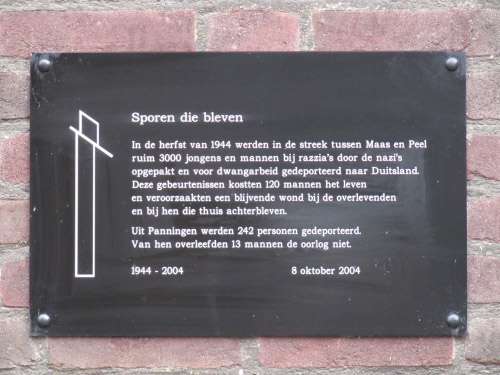 Sporen die bleven
In de herfst van 1944 werden in de streek tussen Maas en Peel
ruim 3000 jongens en mannen bij razzia's door de nazi's
opgepakt en voor dwangarbeid gedeporteerd naar Duitsland.
Deze gebeurtenissen kostten 120 mannen het leven
en veroorzaakten een blijvende wond bij de overlevenden
en bij hen die thuis achterbleven.
Uit Panningen werden 242 personen gedeporteerd.
Van hen overleefden 13 mannen de oorlog niet.
1944 - 2004 8 oktober 2004